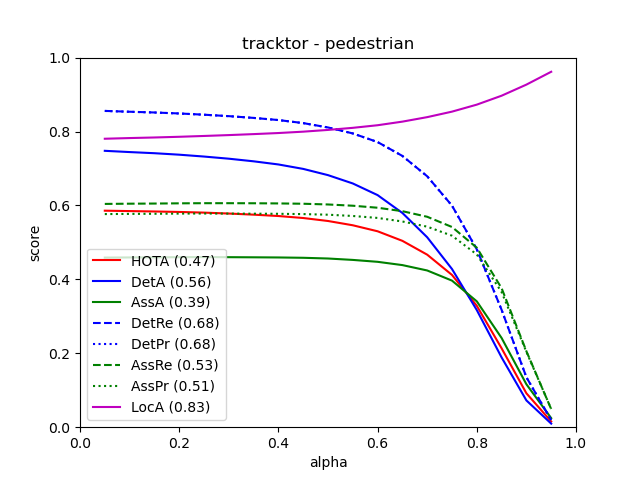 tracktor - pedestrian
1.0
0.8
0.6
0.4
0.2
0.0
score
HOTA (0.47)
DetA (0.56)
AssA (0.39)
DetRe (0.68)
DetPr (0.68)
AssRe (0.53)
AssPr (0.51)
LocA (0.83)
0.0 0.2 0.4 0.6 0.8 1.0
alpha